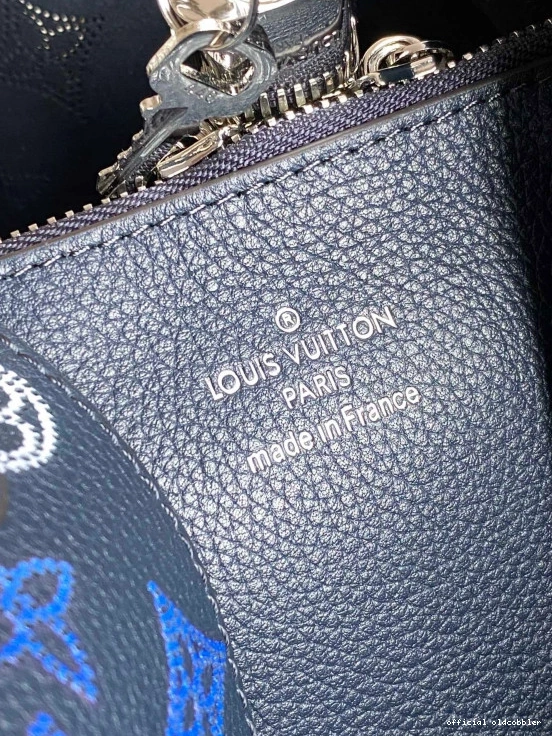 ®
LOUIS VUITTON
PARIS
made in France
official oldcobbler